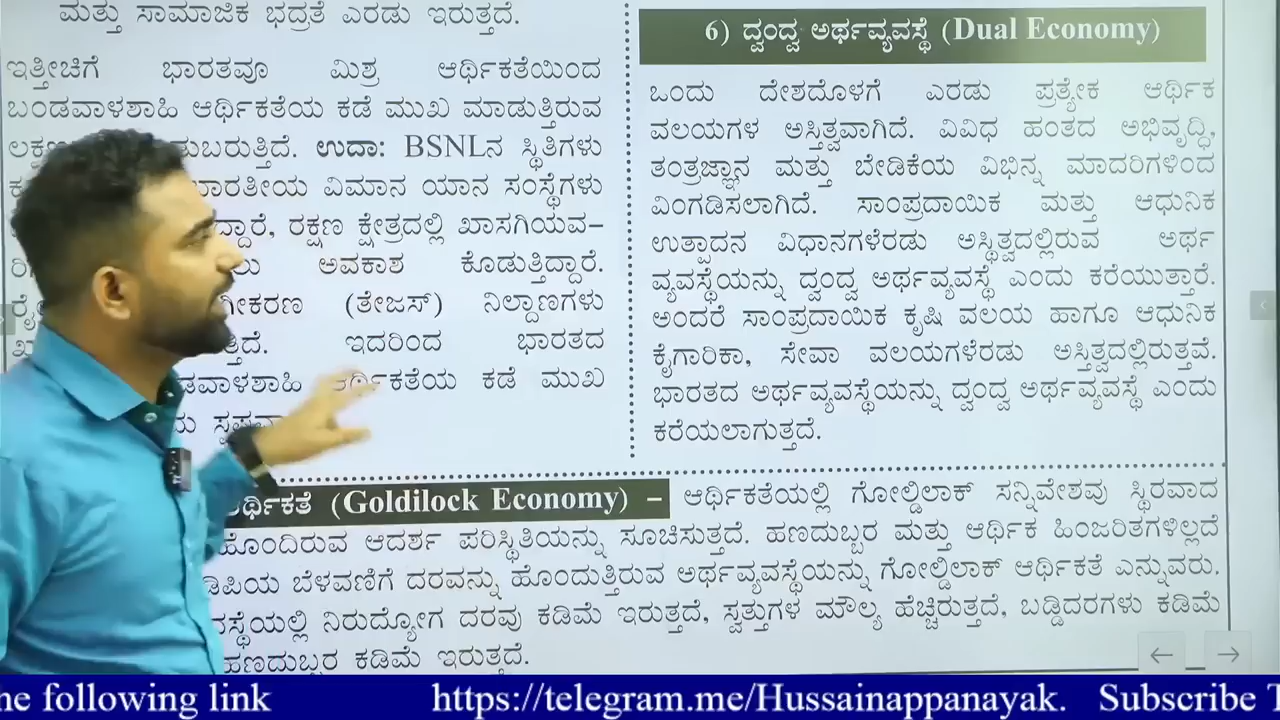 ಮತ್ತು ಸಾಮಾಜಿಕ ಭದ್ರತೆ ಎರಡು ಇರುತ್ತದೆ.
ಇತ್ತೀಚಿಗೆ ಭಾರತವೂ ಮಿಶ್ರ ಆರ್ಥಿಕತೆಯಿಂದ
ಬಂಡವಾಳಶಾಹಿ ಆರ್ಥಿಕತೆಯ ಕಡೆ ಮುಖ ಮಾಡುತ್ತಿರುವ
ಉದಾ: BSNLನ ಸ್ಥಿತಿಗಳು
ವಿಮಾನ ಯಾನ ಸಂಸ್ಥೆಗಳು
ರಕ್ಷಣ ಕ್ಷೇತ್ರದಲ್ಲಿ ಖಾಸಗಿಯವ-
ಅವಕಾಶ ಕೊಡುತ್ತಿದ್ದಾರೆ.
(ತೇಜಸ್) ನಿಲ್ದಾಣಗಳು
ಇದರಿಂದ ಭಾರತದ
ಕಡೆ ಮುಖ
6) ದ್ವಂದ್ವ ಅರ್ಥವ್ಯವಸ್ಥೆ (Dual Economy)
ಒಂದು ದೇಶದೊಳಗೆ ಎರಡು ಪ್ರತ್ಯೇಕ ಆರ್ಥಿಕ
ವಲಯಗಳ ಅಸ್ತಿತ್ವವಾಗಿದೆ. ವಿವಿಧ ಹಂತದ ಅಭಿವೃದ್ಧಿ,
ತಂತ್ರಜ್ಞಾನ ಮತ್ತು ಬೇಡಿಕೆಯ ವಿಭಿನ್ನ ಮಾದರಿಗಳಿಂದ
ವಿಂಗಡಿಸಲಾಗಿದೆ. ಸಾಂಪ್ರದಾಯಿಕ ಮತ್ತು ಆಧುನಿಕ
ಉತ್ಪಾದನ ವಿಧಾನಗಳೆರಡು ಅಸ್ತಿತ್ವದಲ್ಲಿರುವ ಅರ್ಥ
ವ್ಯವಸ್ಥೆಯನ್ನು ದ್ವಂದ್ವ ಅರ್ಥವ್ಯವಸ್ಥೆ ಎಂದು ಕರೆಯುತ್ತಾರೆ.
ಅಂದರೆ ಸಾಂಪ್ರದಾಯಿಕ ಕೃಷಿ ವಲಯ ಹಾಗೂ ಆಧುನಿಕ
ಕೈಗಾರಿಕಾ, ಸೇವಾ ವಲಯಗಳೆರಡು ಅಸ್ತಿತ್ವದಲ್ಲಿರುತ್ತವೆ.
ಭಾರತದ ಅರ್ಥವ್ಯವಸ್ಥೆಯನ್ನು ದ್ವಂದ್ವ ಅರ್ಥವ್ಯವಸ್ಥೆ ಎಂದು
ಕರೆಯಲಾಗುತ್ತದೆ.
(Goldilock Economy) – ಆರ್ಥಿಕತೆಯಲ್ಲಿ ಗೋಲ್ಡಿಲಾಕ್ ಸನ್ನಿವೇಶವು ಸ್ಥಿರವಾದ
ಹೊಂದಿರುವ ಆದರ್ಶ ಪರಿಸ್ಥಿತಿಯನ್ನು ಸೂಚಿಸುತ್ತದೆ. ಹಣದುಬ್ಬರ ಮತ್ತು ಆರ್ಥಿಕ ಹಿಂಜರಿತಗಳಿಲ್ಲದೆ
ಬೆಳವಣಿಗೆ ದರವನ್ನು ಹೊಂದುತ್ತಿರುವ ಅರ್ಥವ್ಯವಸ್ಥೆಯನ್ನು ಗೋಲ್ಡಿಲಾಕ್ ಆರ್ಥಿಕತೆ ಎನ್ನುವರು.
ನಿರುದ್ಯೋಗ ದರವು ಕಡಿಮೆ ಇರುತ್ತದೆ, ಸ್ವತ್ತುಗಳ ಮೌಲ್ಯ ಹೆಚ್ಚಿರುತ್ತದೆ, ಬಡ್ಡಿದರಗಳು ಕಡಿಮೆ
ಹಣದುಬ್ಬರ ಕಡಿಮೆ ಇರುತ್ತದೆ.
he following link https://telegram.me/Hussainappanayak. Subscribe T